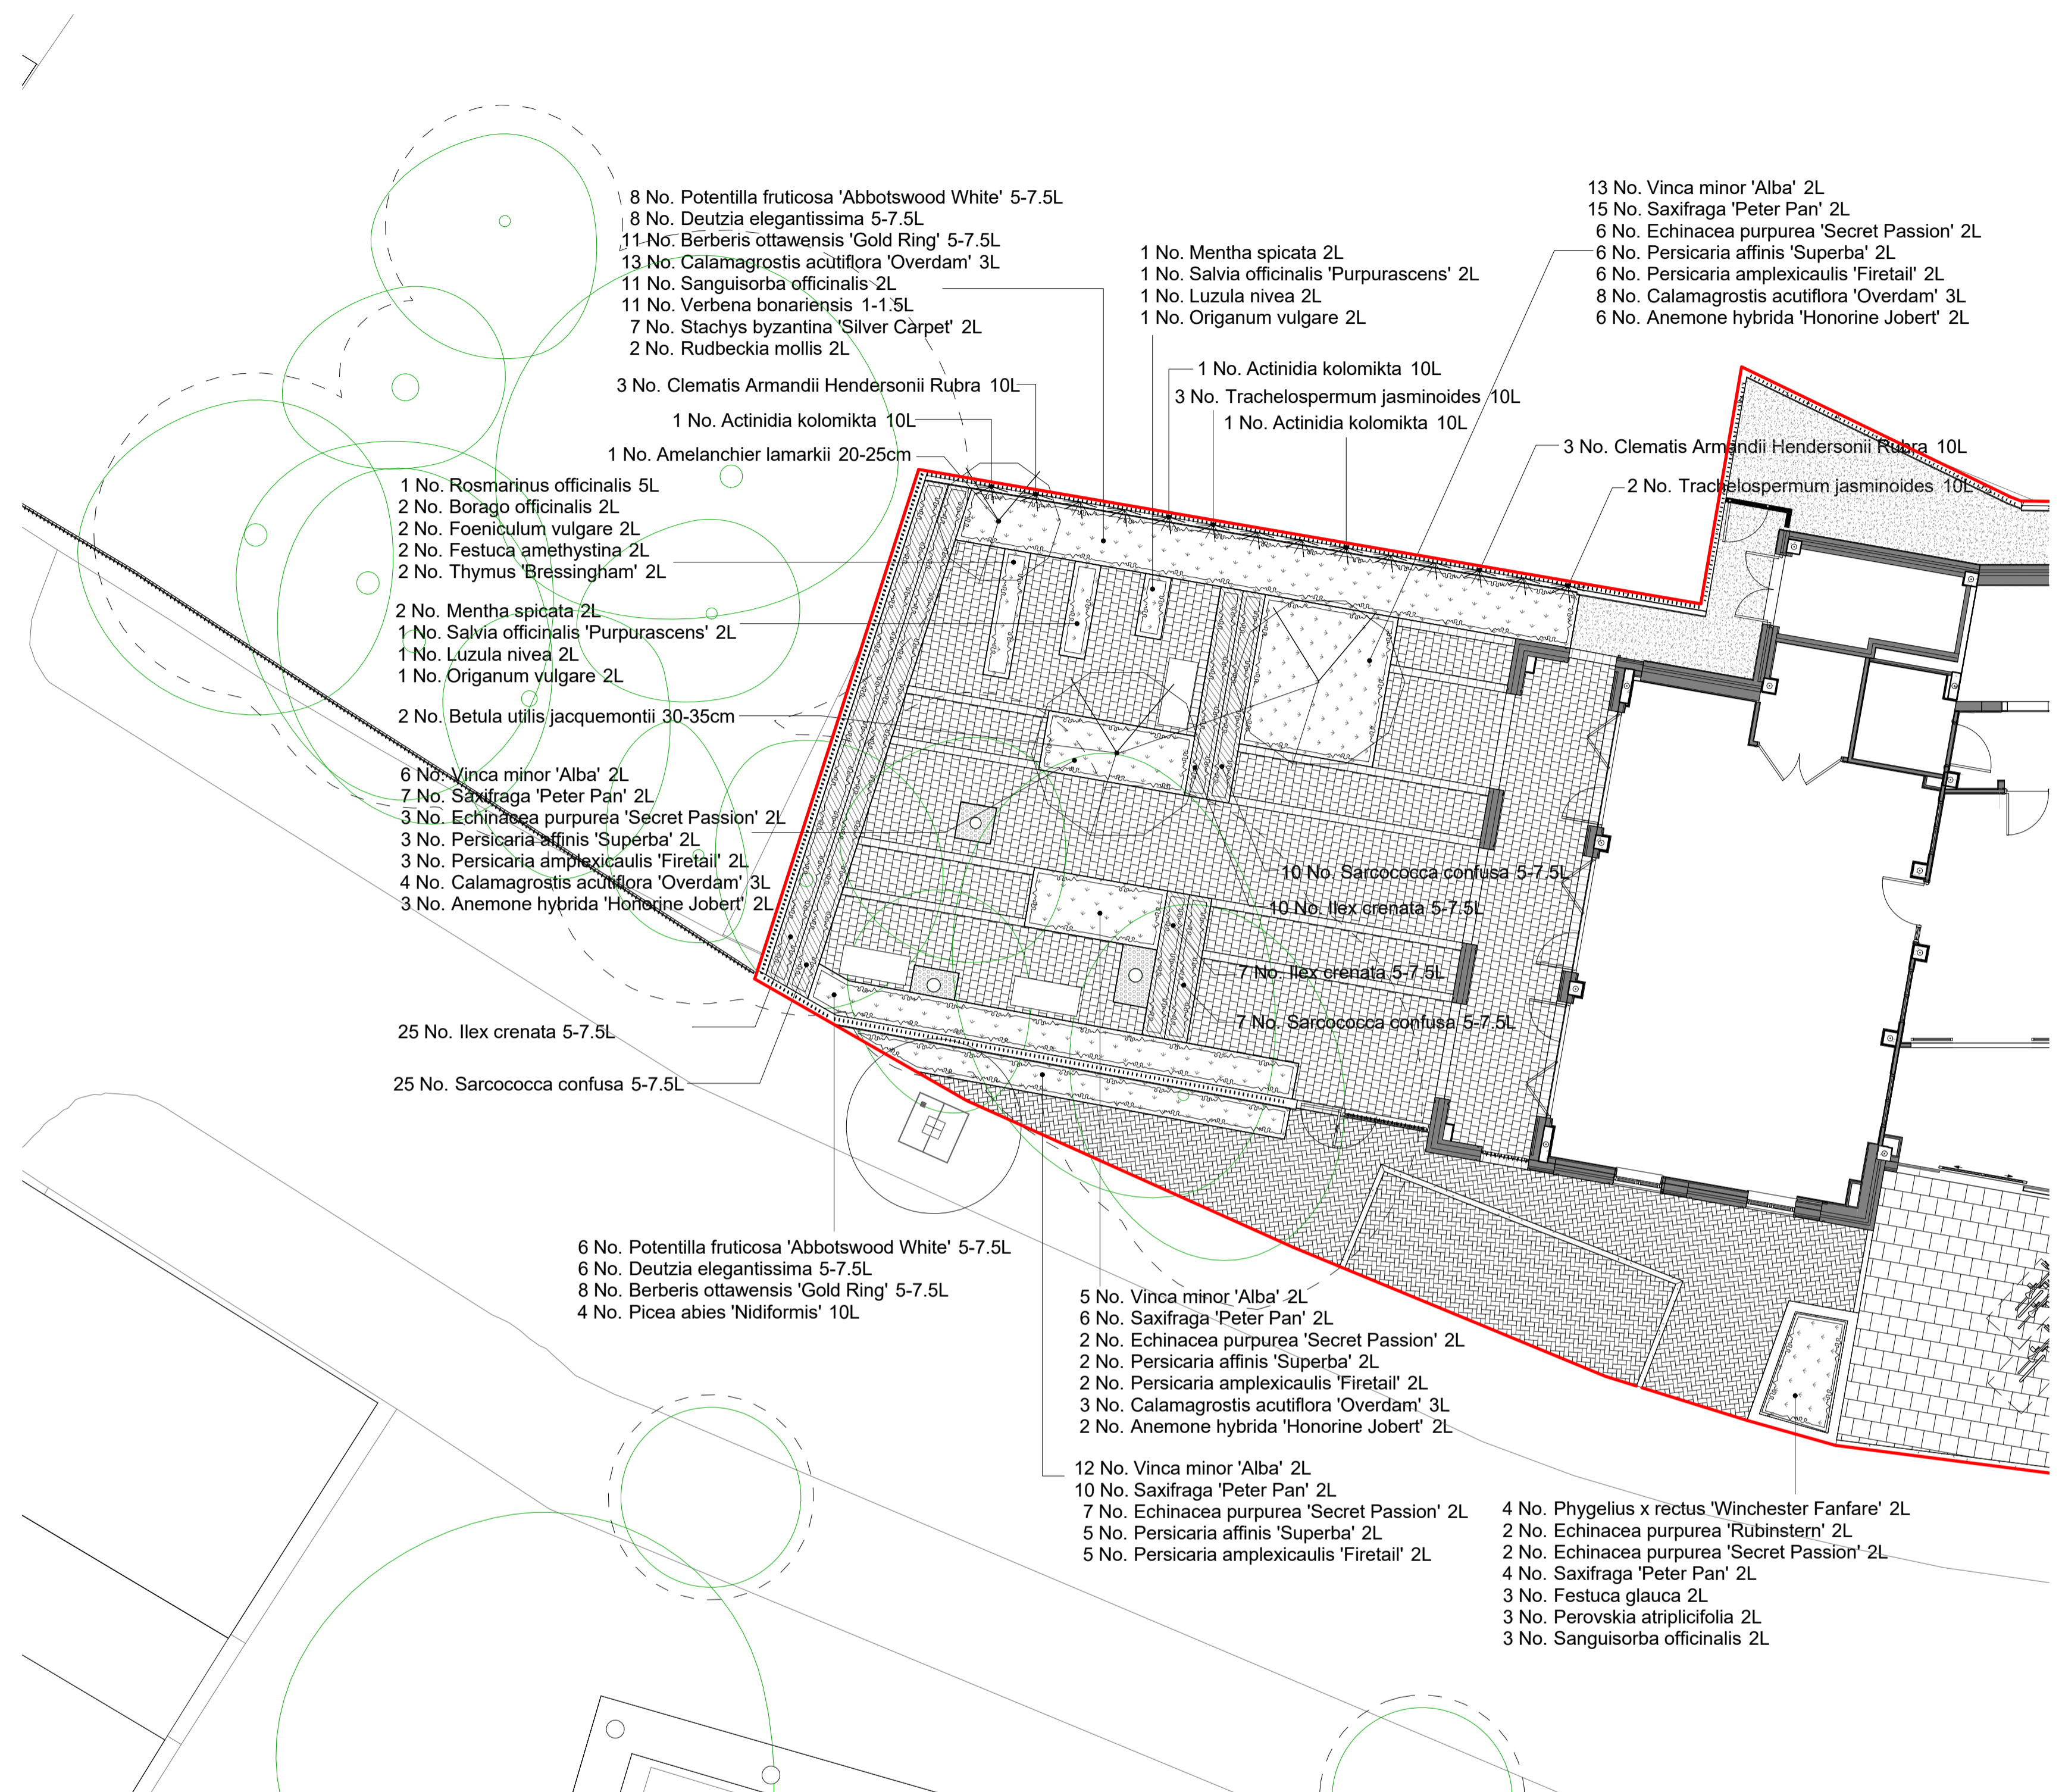 8 No. Potentilla fruticosa 'Abbotswood White' 5-7.5L
8 No. Deutzia elegantissima 5-7.5L
11 No. Berberis ottawensis 'Gold Ring' 5-7.5L
13 No. Calamagrostis acutiflora 'Overdam' 3L
11 No. Sanguisorba officinalis 2L
11 No. Verbena bonariensis 1-1.5L
7 No. Stachys byzantina 'Silver Carpet' 2L
2 No. Rudbeckia mollis 2L
3 No. Clematis Armandii Hendersonii Rubra 10L
1 No. Actinidia kolomikta 10L
1 No. Amelanchier lamarkii 20-25cm
1 No. Mentha spicata 2L
1 No. Salvia officinalis 'Purpurascens' 2L
1 No. Luzula nivea 2L
1 No. Origanum vulgare 2L
1 No. Actinidia kolomikta 10L
3 No. Trachelospermum jasminoides 10L
1 No. Actinidia kolomikta 10L
13 No. Vinca minor 'Alba' 2L
15 No. Saxifraga 'Peter Pan' 2L
6 No. Echinacea purpurea 'Secret Passion' 2L
6 No. Persicaria affinis 'Superba' 2L
6 No. Persicaria amplexicaulis 'Firetail' 2L
8 No. Calamagrostis acutiflora 'Overdam' 3L
6 No. Anemone hybrida 'Honorine Jobert' 2L
3 No. Clematis Armandii Hendersonii Rubra 10L
2 No. Trachelospermum jasminoides 10L
1 No. Rosmarinus officinalis 5L
2 No. Borago officinalis 2L
2 No. Foeniculum vulgare 2L
2 No. Festuca amethystina 2L
2 No. Thymus 'Bressingham' 2L
2 No. Mentha spicata 2L
1 No. Salvia officinalis 'Purpurascens' 2L
1 No. Luzula nivea 2L
1 No. Origanum vulgare 2L
2 No. Betula utilis jacquemontii 30-35cm
6 No. Vinca minor 'Alba' 2L
7 No. Saxifraga 'Peter Pan' 2L
3 No. Echinacea purpurea 'Secret Passion' 2L
3 No. Persicaria affinis 'Superba' 2L
3 No. Persicaria amplexicaulis 'Firetail' 2L
4 No. Calamagrostis acutiflora 'Overdam' 3L
3 No. Anemone hybrida 'Honorine Jobert' 2L
10 No. Sarcococca confusa 5-7.5L
10 No. Ilex crenata 5-7.5L
7 No. Ilex crenata 5-7.5L
7 No. Sarcococca confusa 5-7.5L
25 No. Ilex crenata 5-7.5L
25 No. Sarcococca confusa 5-7.5L
6 No. Potentilla fruticosa 'Abbotswood White' 5-7.5L
6 No. Deutzia elegantissima 5-7.5L
8 No. Berberis ottawensis 'Gold Ring' 5-7.5L
4 No. Picea abies 'Nidiformis' 10L
5 No. Vinca minor 'Alba' 2L
6 No. Saxifraga 'Peter Pan' 2L
2 No. Echinacea purpurea 'Secret Passion' 2L
2 No. Persicaria affinis 'Superba' 2L
2 No. Persicaria amplexicaulis 'Firetail' 2L
3 No. Calamagrostis acutiflora 'Overdam' 3L
2 No. Anemone hybrida 'Honorine Jobert' 2L
12 No. Vinca minor 'Alba' 2L
10 No. Saxifraga 'Peter Pan' 2L
7 No. Echinacea purpurea 'Secret Passion' 2L
5 No. Persicaria affinis 'Superba' 2L
5 No. Persicaria amplexicaulis 'Firetail' 2L
4 No. Phygelius x rectus 'Winchester Fanfare' 2L
2 No. Echinacea purpurea 'Rubinstern' 2L
2 No. Echinacea purpurea 'Secret Passion' 2L
4 No. Saxifraga 'Peter Pan' 2L
3 No. Festuca glauca 2L
3 No. Perovskia atriplicifolia 2L
3 No. Sanguisorba officinalis 2L